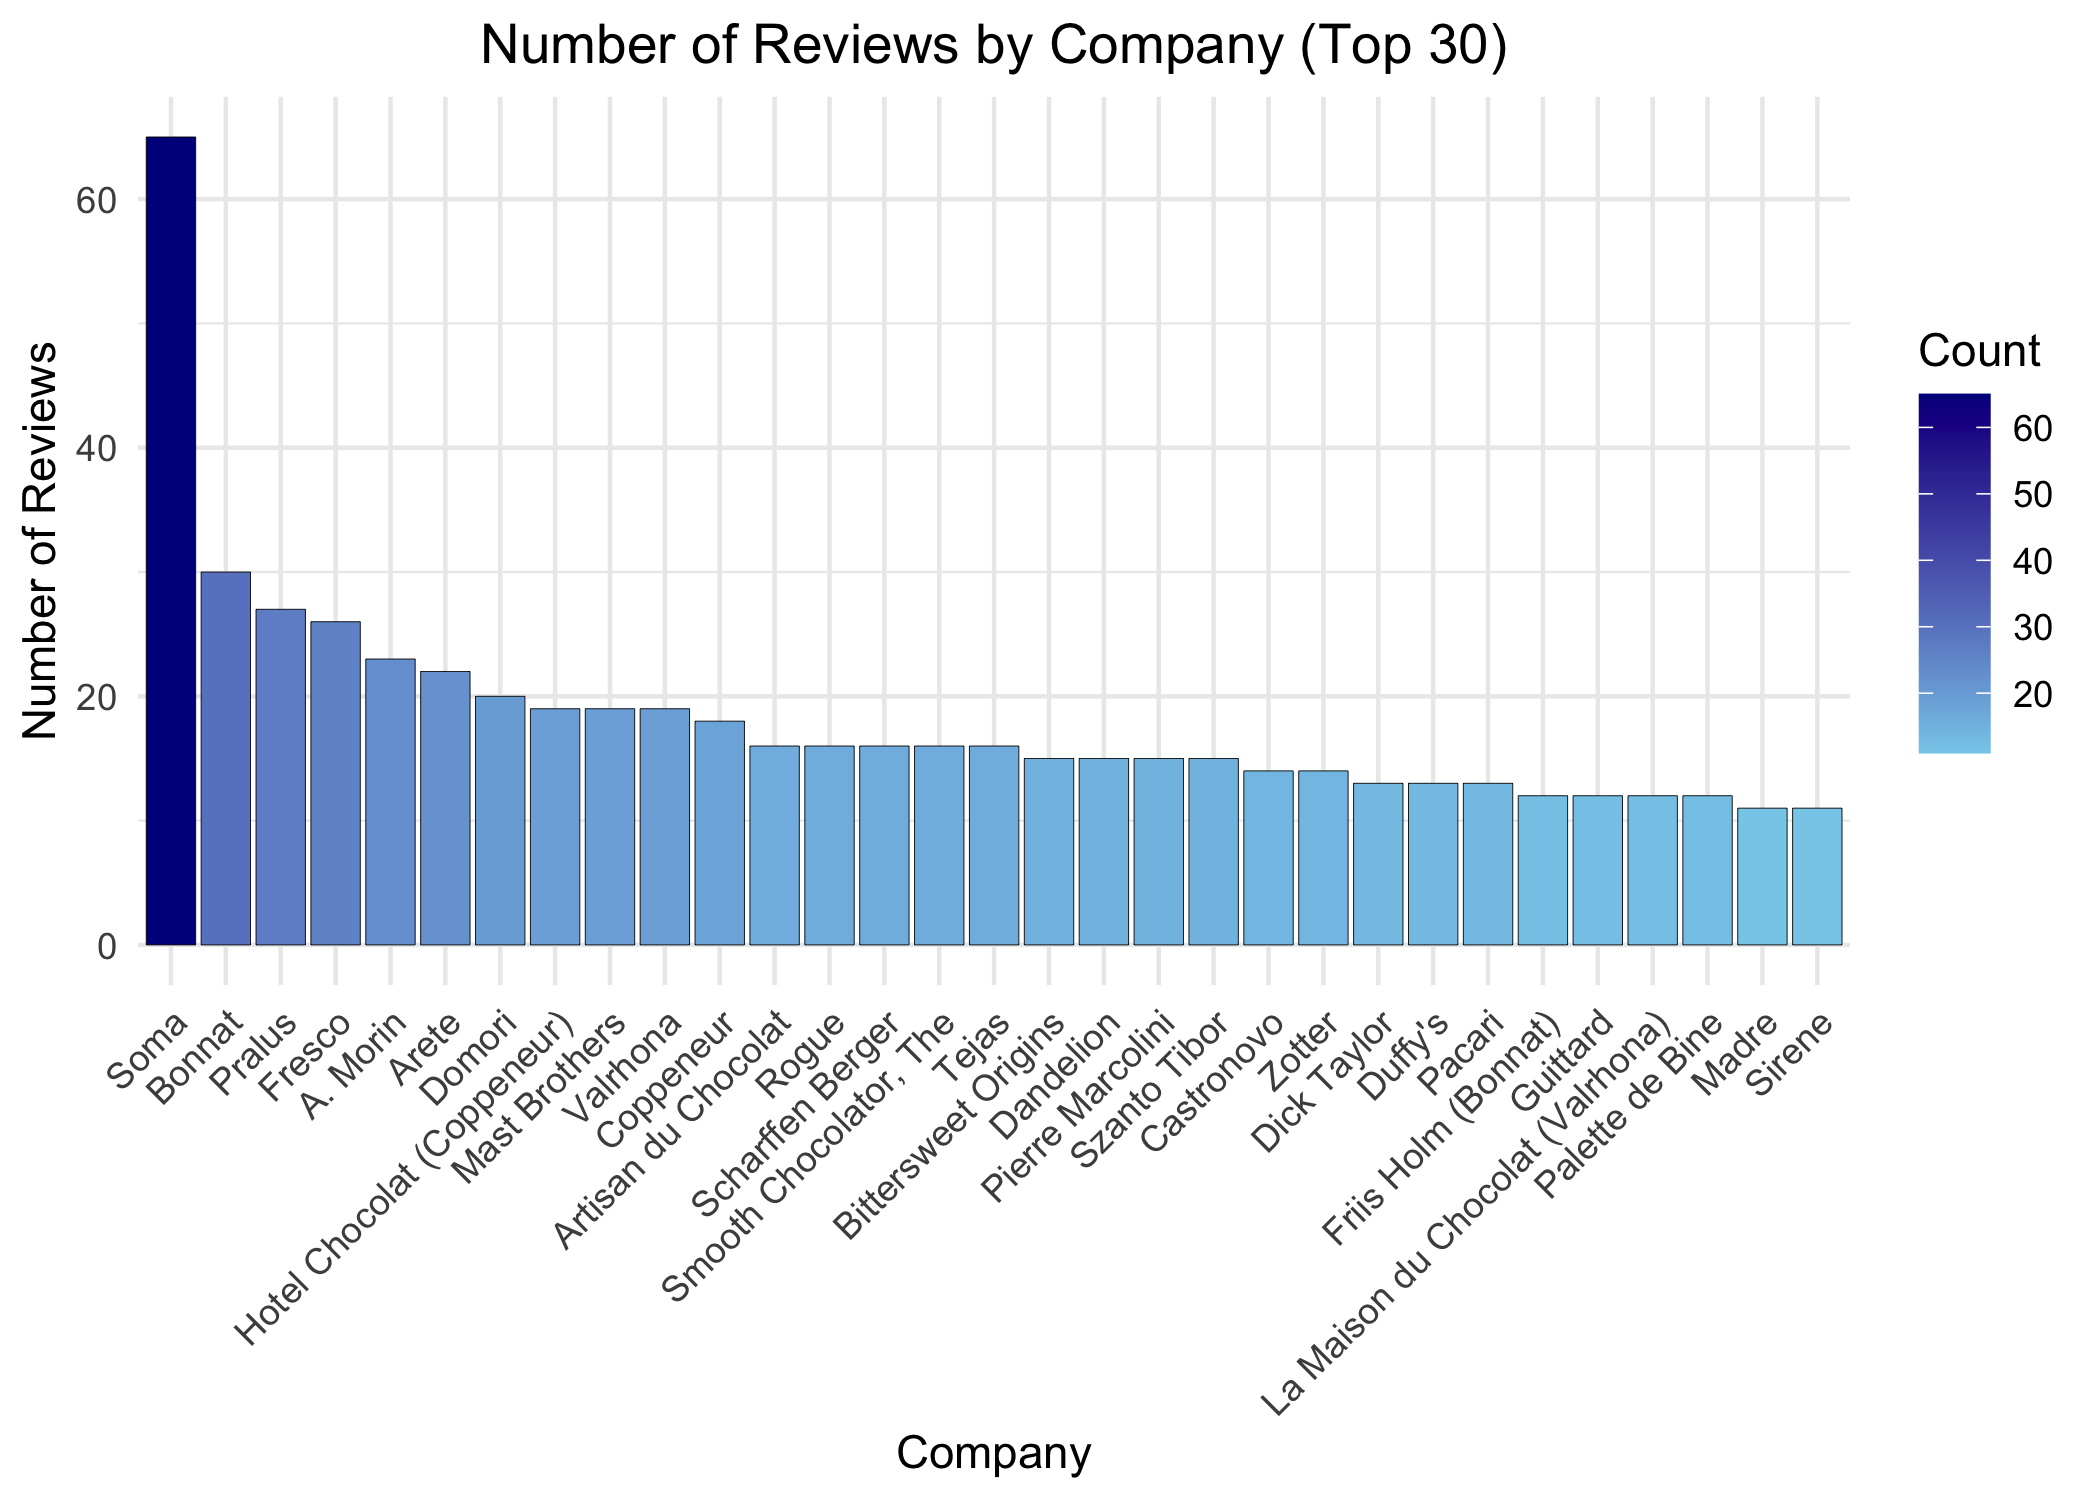 Number of Reviews by Company (Top 30)
Number of Reviews
60
40
20
0
Soma
Bonnat
Pralus
Fresco
A. Morin
Arete
Domori
Hotel Chocolat (Coppeneur)
Mast Brothers
Valrhona
Coppeneur
Artisan du Chocolat
Rogue
Scharffen Berger
Smooth Chocolator, The
Tejas
Bittersweet Origins
Dandelion
Pierre Marcolini
Szanto Tibor
Castronovo
Zotter
Dick Taylor
Duffy's
Pacari
Friis Holm (Bonnat)
Guittard
La Maison du Chocolat (Valrhona)
Palette de Bine
Madre
Sirene
Company
Count
60
50
40
30
20